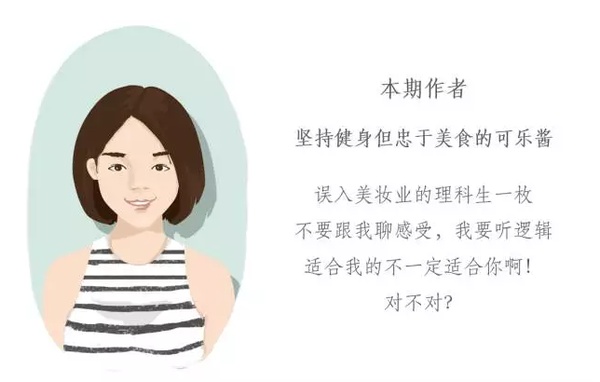 本期作者
坚持健身但忠于美食的可乐酱
误入美妆业的理科生一枚
不要跟我聊感受，我要听逻辑
适合我的不一定适合你啊！
对不对？